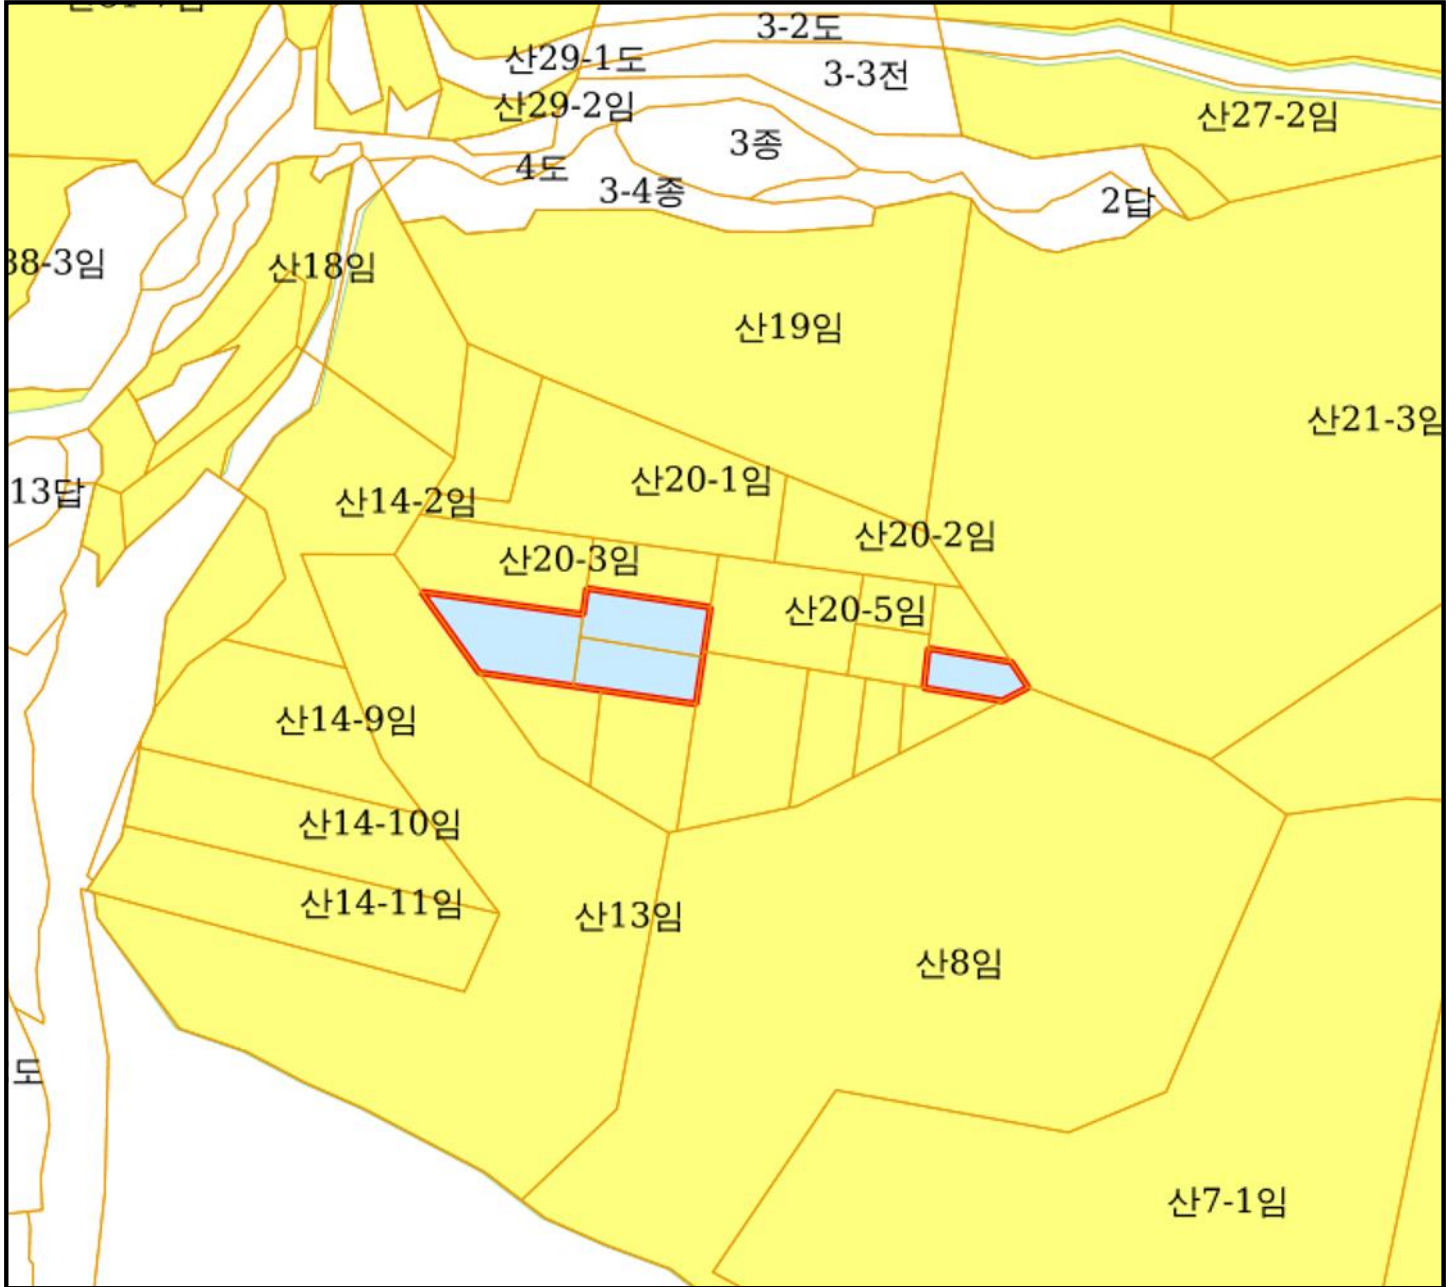 3-2도
산29-1도
3-3전
산29-2임
산27-2임
3종
4도
3-4종
2답
38-3임
산18임
산19임
산21-3임
산20-1임
13답
산14-2임
산20-2임
산20-3임
산20-5임
산14-9임
산14-10임
산14-11임
산13임
산8임
도
산7-1임